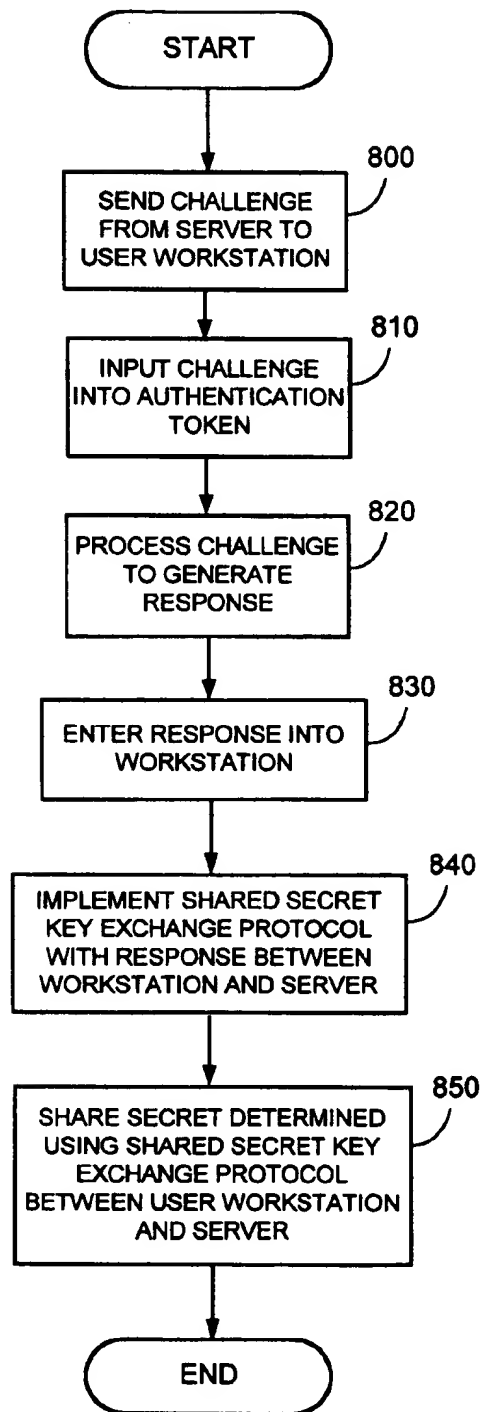 START
800
SEND CHALLENGE
FROM SERVER TO
USER WORKSTATION
810
INPUT CHALLENGE
INTO AUTHENTICATION
TOKEN
820
PROCESS CHALLENGE
TO GENERATE
RESPONSE
830
ENTER RESPONSE INTO
WORKSTATION
840
IMPLEMENT SHARED SECRET
KEY EXCHANGE PROTOCOL
WITH RESPONSE BETWEEN
WORKSTATION AND SERVER
850
SHARE SECRET DETERMINED
USING SHARED SECRET KEY
EXCHANGE PROTOCOL
BETWEEN USER WORKSTATION
AND SERVER
END